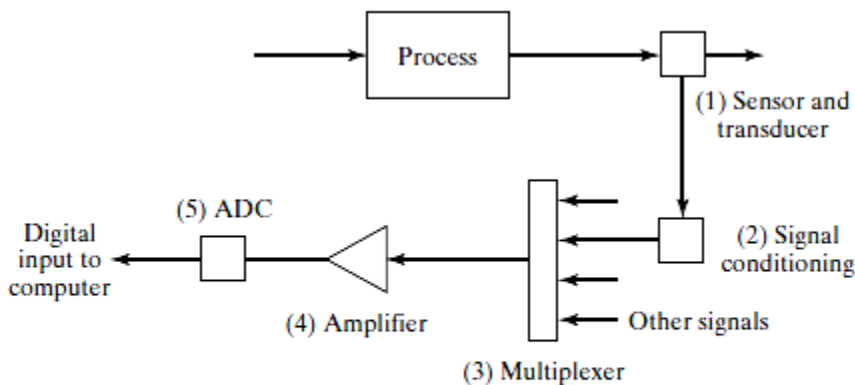 Process
(1) Sensor and
transducer
(5) ADC
Digital
input to
computer
(2) Signal
conditioning
(4) Amplifier
Other signals
(3) Multiplexer